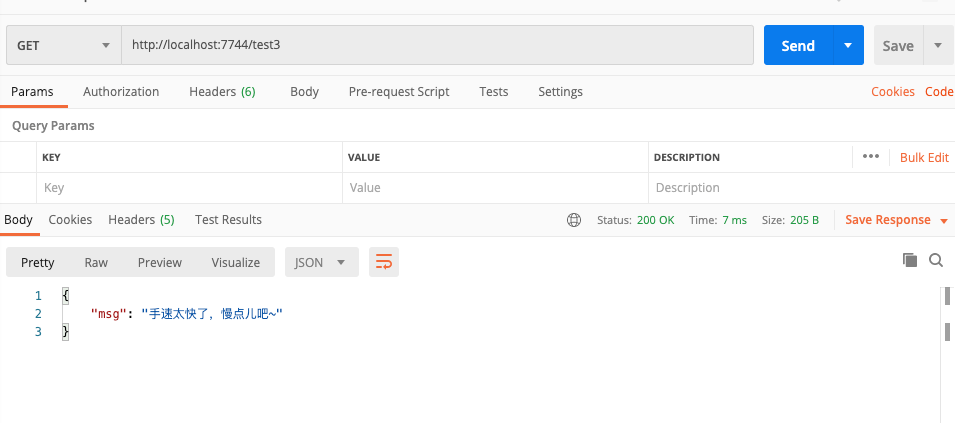 GET http://localhost:7744/test3 Send Save
Params Authorization Headers (6) Body Pre-request Script Tests Settings Cookies Code
Query Params
KEY VALUE DESCRIPTION ••• Bulk Edit
Key Value Description
Body Cookies Headers (5) Test Results Status: 200 OK Time: 7 ms Size: 205 B Save Response
Pretty Raw Preview Visualize JSON
1 {
2 "msg": "手速太快了，慢点儿吧~"
3 }